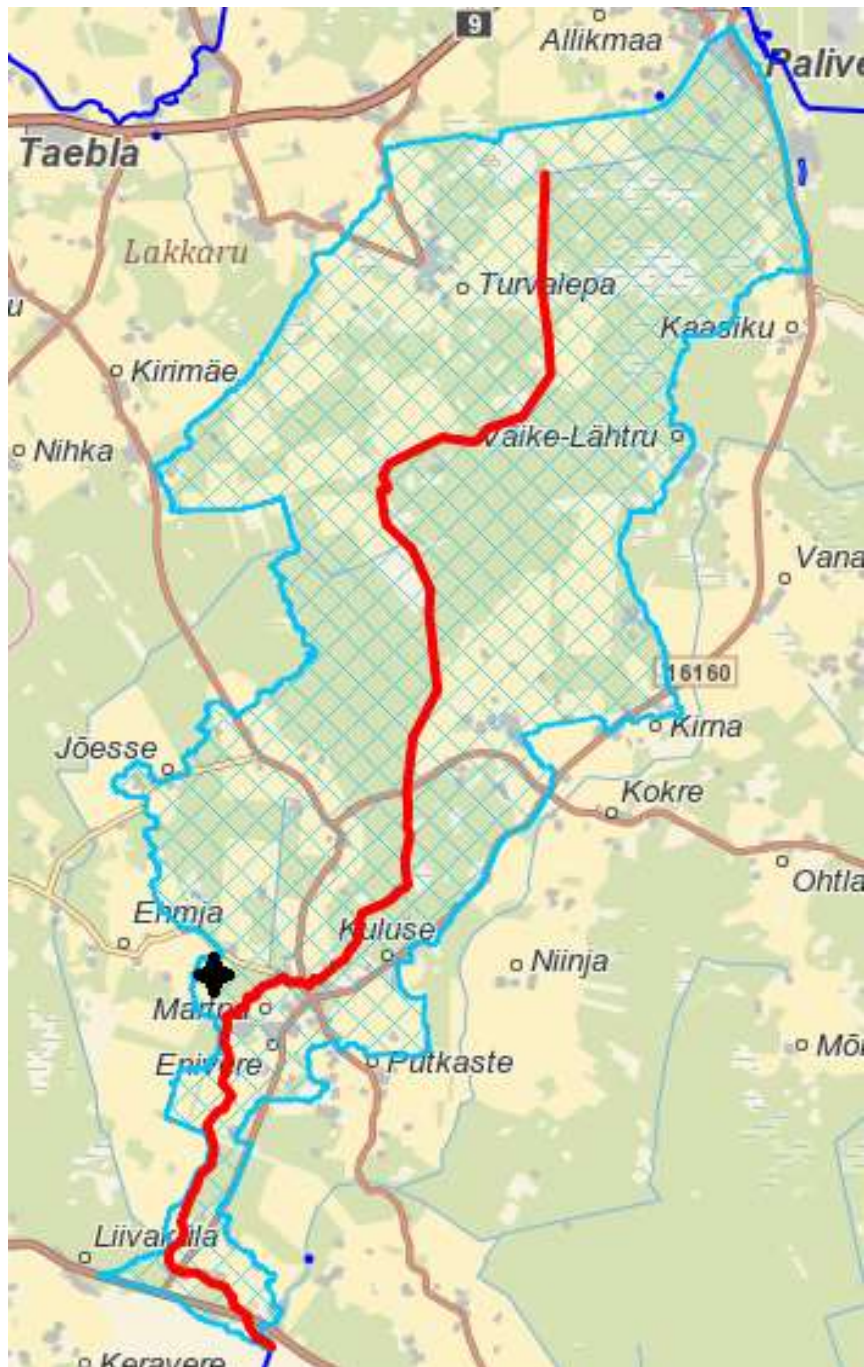 9
Allikmaa
Palive
Taebla
Lakkaru
Turvalepa
u
Kaasiku
Kirimäe
Väike-Lähtru
Nihka
Vana
16160
Kirna
Jõesse
Kokre
Ohtla
Ehmja
Kuluse
Niinja
Martna
Enivere
Putkaste
Mõi
Liivaküla
Keravere